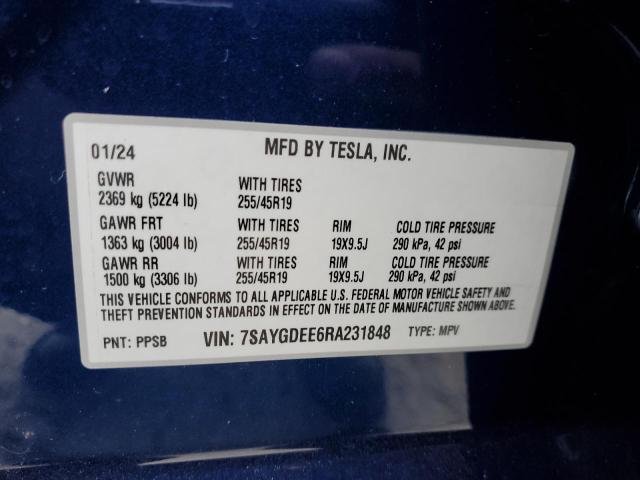 01/24 MFD BY TESLA, INC.
GVWR WITH TIRES
2369 kg (5224 lb) 255/45R19
GAWR FRT WITH TIRES RIM COLD TIRE PRESSURE
1363 kg (3004 lb) 255/45R19 19X9.5J 290 kPa, 42 psi
GAWR RR WITH TIRES RIM COLD TIRE PRESSURE
1500 kg (3306 lb) 255/45R19 19X9.5J 290 kPa, 42 psi
THIS VEHICLE CONFORMS TO ALL APPLICABLE U.S. FEDERAL MOTOR VEHICLE SAFETY AND
THEFT PREVENTION STANDARDS IN EFFECT ON THE DATE OF MANUFACTURE SHOWN ABOVE.
PNT: PPSB VIN: 7SAYGDEE6RA231848 TYPE: MPV